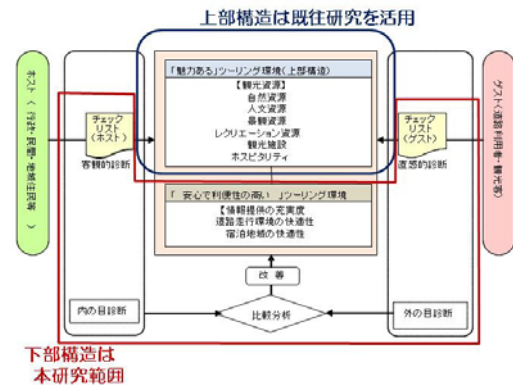 上部構造は既往研究を活用
「魅力ある」ツーリング環境(上部構造)
【観光資源】
自然資源
人文資源
景観資源
レクリエーション資源
観光施設
ホスピタリティ
ホスト(行政・民間・地域住民等)
チェック
リスト
(ホスト)
客観的診断
チェック
リスト
(ゲスト)
直感的診断
ゲスト(道路利用者・観光客)
「安心で利便性の高い」ツーリング環境
【情報提供の充実度
道路走行環境の快適性
宿泊地域の快適性
改善
内の目診断
比較分析
外の目診断
下部構造は
本研究範囲